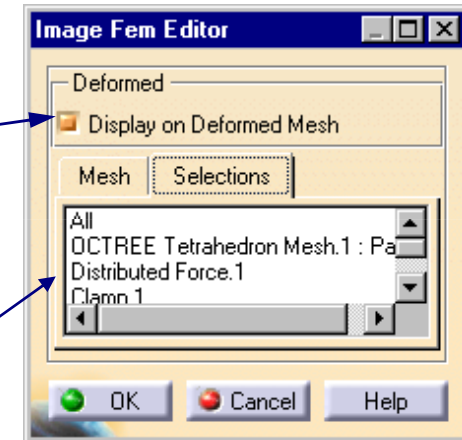 Image Fem Editor
Deformed
Display on Deformed Mesh
Mesh Selections
All
OCTREE Tetrahedron Mesh.1 : Pa
Distributed Force.1
Clamp.1
OK Cancel Help